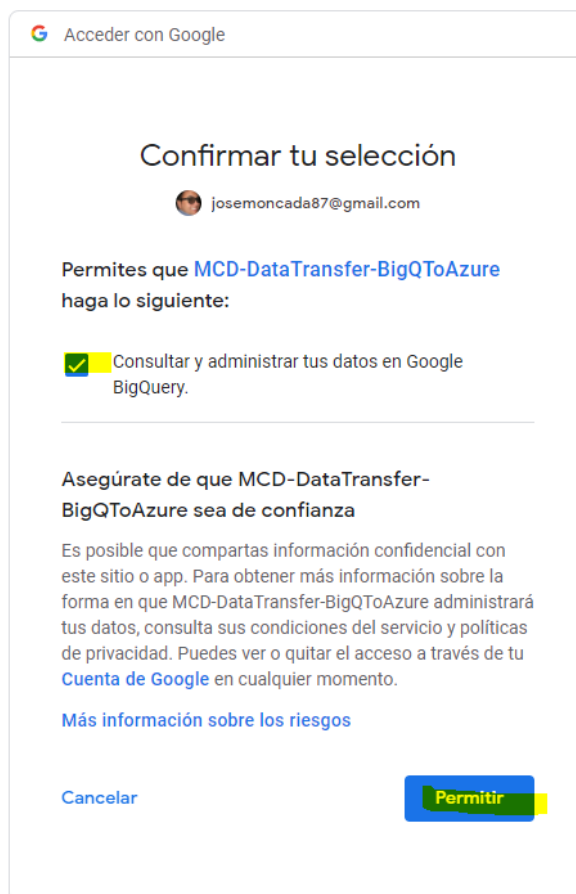 Acceder con Google
Confirmar tu selección
josemoncada87@gmail.com
Permites que MCD-DataTransfer-BigQToAzure
haga lo siguiente:
Consultar y administrar tus datos en Google
BigQuery.
Asegúrate de que MCD-DataTransfer-
BigQToAzure sea de confianza
Es posible que compartas información confidencial con
este sitio o app. Para obtener más información sobre la
forma en que MCD-DataTransfer-BigQToAzure administrará
tus datos, consulta sus condiciones del servicio y políticas
de privacidad. Puedes ver o quitar el acceso a través de tu
Cuenta de Google en cualquier momento.
Más información sobre los riesgos
Cancelar
Permitir